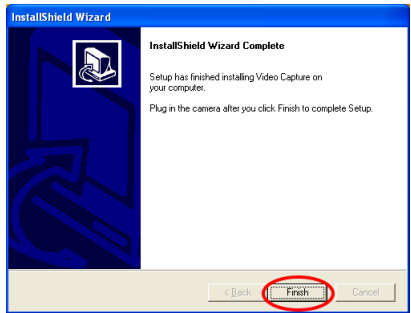 InstallShield Wizard
InstallShield Wizard Complete
Setup has finished installing Video Capture on
your computer.
Plug in the camera after you click Finish to complete Setup.
< Back Finish Cancel